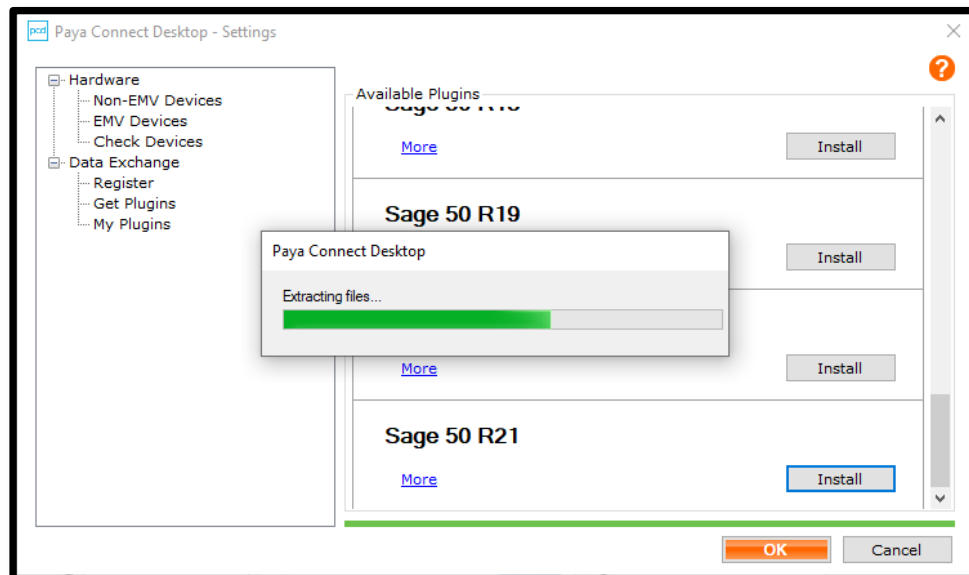 pcd Paya Connect Desktop - Settings
?
Hardware
Non-EMV Devices
EMV Devices
Check Devices
Data Exchange
Register
Get Plugins
My Plugins
Available Plugins
More
Install
Sage 50 R19
Install
Paya Connect Desktop
Extracting files...
More
Install
Sage 50 R21
More
Install
OK
Cancel